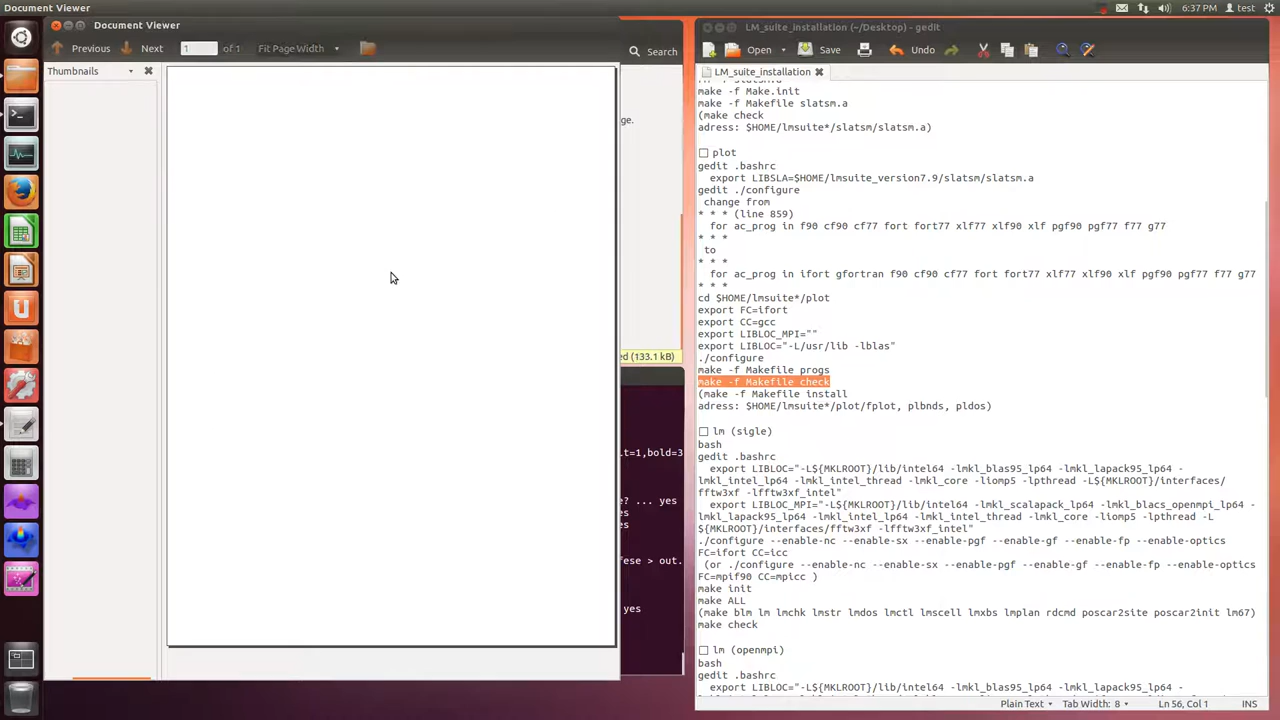 Document Viewer
6:37 PM
test
Document Viewer
Previous
Next
1
of 1
Fit Page Width
Thumbnails
Search
ge.
ed (133.1 kB)
it=1,bold=3
e? ... yes
es
es
fese > out.
yes
LM_suite_installation (~/Desktop) - gedit
Open
Save
Undo
LM_suite_installation
make -f Make.init
make -f Makefile slatsm.a
(make check
adress: $HOME/lmsuite*/slatsm/slatsm.a)
□ plot
gedit .bashrc
export LIBSLA=$HOME/lmsuite_version7.9/slatsm/slatsm.a
gedit ./configure
change from
* * * (line 859)
for ac_prog in f90 cf90 cf77 fort fort77 xlf77 xlf90 xlf pgf90 pgf77 f77 g77
* * *
to
* * *
for ac_prog in ifort gfortran f90 cf90 cf77 fort fort77 xlf77 xlf90 xlf pgf90 pgf77 f77 g77
* * *
cd $HOME/lmsuite*/plot
export FC=ifort
export CC=gcc
export LIBLOC_MPI=""
export LIBLOC="-L/usr/lib -lblas"
./configure
make -f Makefile progs
make -f Makefile check
(make -f Makefile install
adress: $HOME/lmsuite*/plot/fplot, plbnds, pldos)
□ lm (sigle)
bash
gedit .bashrc
export LIBLOC="-L${MKLROOT}/lib/intel64 -lmkl_blas95_lp64 -lmkl_lapack95_lp64 -
lmkl_intel_lp64 -lmkl_intel_thread -lmkl_core -liomp5 -lpthread -L${MKLROOT}/interfaces/
fftw3xf -lfftw3xf_intel"
export LIBLOC_MPI="-L${MKLROOT}/lib/intel64 -lmkl_scalapack_lp64 -lmkl_blacs_openmpi_lp64 -
lmkl_lapack95_lp64 -lmkl_intel_lp64 -lmkl_intel_thread -lmkl_core -liomp5 -lpthread -L
${MKLROOT}/interfaces/fftw3xf -lfftw3xf_intel"
./configure --enable-nc --enable-sx --enable-pgf --enable-gf --enable-fp --enable-optics
FC=ifort CC=icc
(or ./configure --enable-nc --enable-sx --enable-pgf --enable-gf --enable-fp --enable-optics
FC=mpif90 CC=mpicc )
make init
make ALL
(make blm lm lmchk lmstr lmdos lmctl lmscell lmxbs lmplan rdcmd poscar2site poscar2init lm67)
make check
□ lm (openmpi)
bash
gedit .bashrc
export LIBLOC="-L${MKLROOT}/lib/intel64 -lmkl_blas95_lp64 -lmkl_lapack95_lp64 -
Plain Text
Tab Width: 8
Ln 56, Col 1
INS